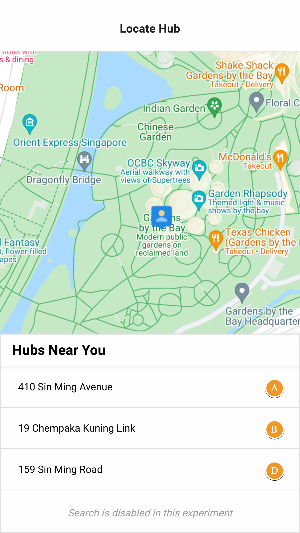 Locate Hub
s & dining
Room
Shake Shack
Gardens by the Bay
Takeout • Delivery
Floral C
Indian Garden
Chinese
Garden
Orient Express Singapore
OCBC Skyway
Aerial walkway with
views of Supertrees
McDonald's
Takeout
Dragonfly Bridge
Garden Rhapsody
Themed light & music
shows by the bay
Gardens
by the Bay
Modern public
gardens on
reclaimed land
Texas Chicken
(Gardens by the
Takeout • Delivery
l Fantasy
t, flower-filled
apes
Gardens by the
Bay Headquarter
Hubs Near You
410 Sin Ming Avenue
A
19 Chempaka Kuning Link
B
159 Sin Ming Road
D
Search is disabled in this experiment